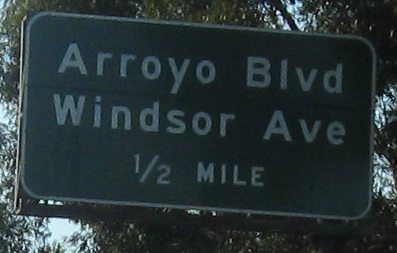 Arroyo Blvd
Windsor Ave
1/2 MILE